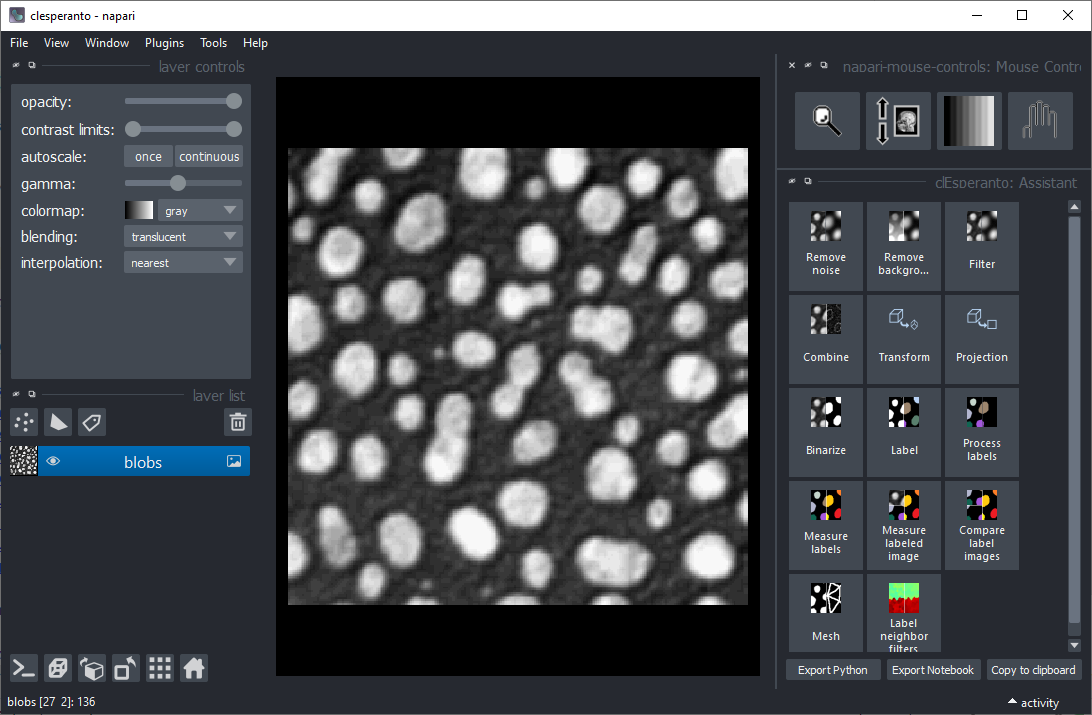 clesperanto - napari
File View Window Plugins Tools Help
layer controls
opacity:
contrast limits:
autoscale: once continuous
gamma:
colormap: gray
blending: translucent
interpolation: nearest
layer list
blobs
napari-mouse-controls: Mouse Contr
clEsperanto: Assistant
Remove
noise
Remove
backgro...
Filter
Combine
Transform
Projection
Binarize
Label
Process
labels
Measure
labels
Measure
labeled
image
Compare
label
images
Mesh
Label
neighbor
filters
Export Python Export Notebook Copy to clipboard
blobs [27 2]: 136
activity